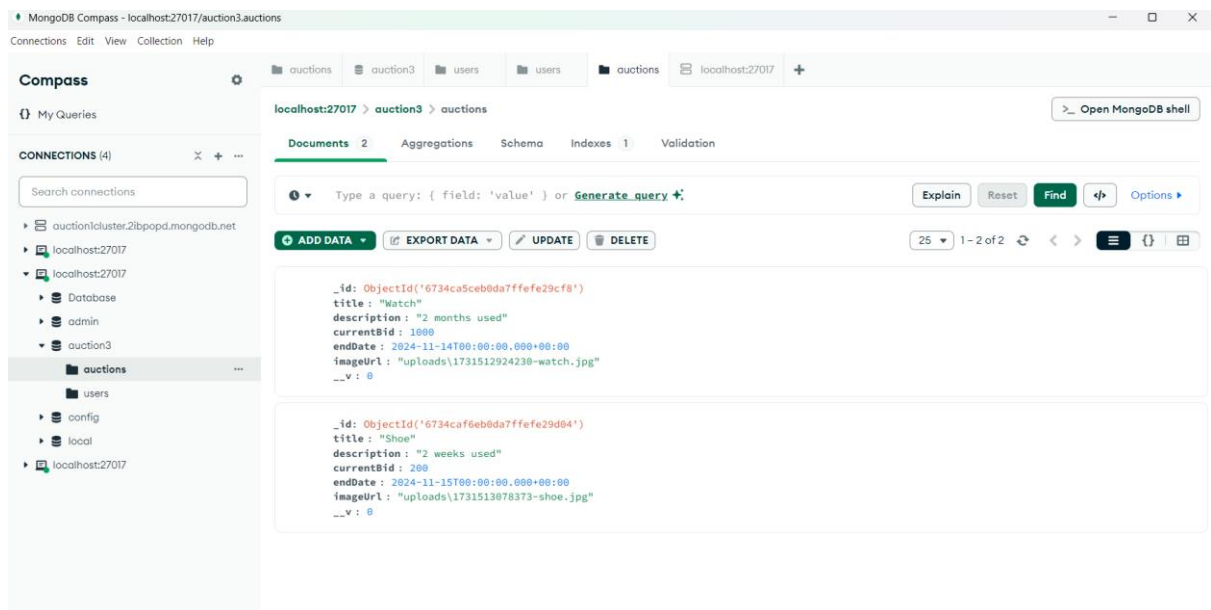 MongoDB Compass - localhost:27017/auction3.auctions
Connections Edit View Collection Help
Compass
{} My Queries
CONNECTIONS (4)
Search connections
auction1cluster.2ibpopd.mongodb.net
localhost:27017
localhost:27017
Database
admin
auction3
auctions
users
config
local
localhost:27017
auctions auction3 users users auctions localhost:27017
localhost:27017 > auction3 > auctions
>_ Open MongoDB shell
Documents 2 Aggregations Schema Indexes 1 Validation
Type a query: { field: 'value' } or Generate query
Explain Reset Find </> Options
ADD DATA EXPORT DATA UPDATE DELETE
25 1 – 2 of 2 {}
_id: ObjectId('6734ca5ceb0da7ffefe29cf8')
title : "Watch"
description : "2 months used"
currentBid : 1000
endDate : 2024-11-14T00:00:00.000+00:00
imageUrl : "uploads\1731512924230-watch.jpg"
__v : 0
_id: ObjectId('6734caf6eb0da7ffefe29d04')
title : "Shoe"
description : "2 weeks used"
currentBid : 200
endDate : 2024-11-15T00:00:00.000+00:00
imageUrl : "uploads\1731513078373-shoe.jpg"
__v : 0